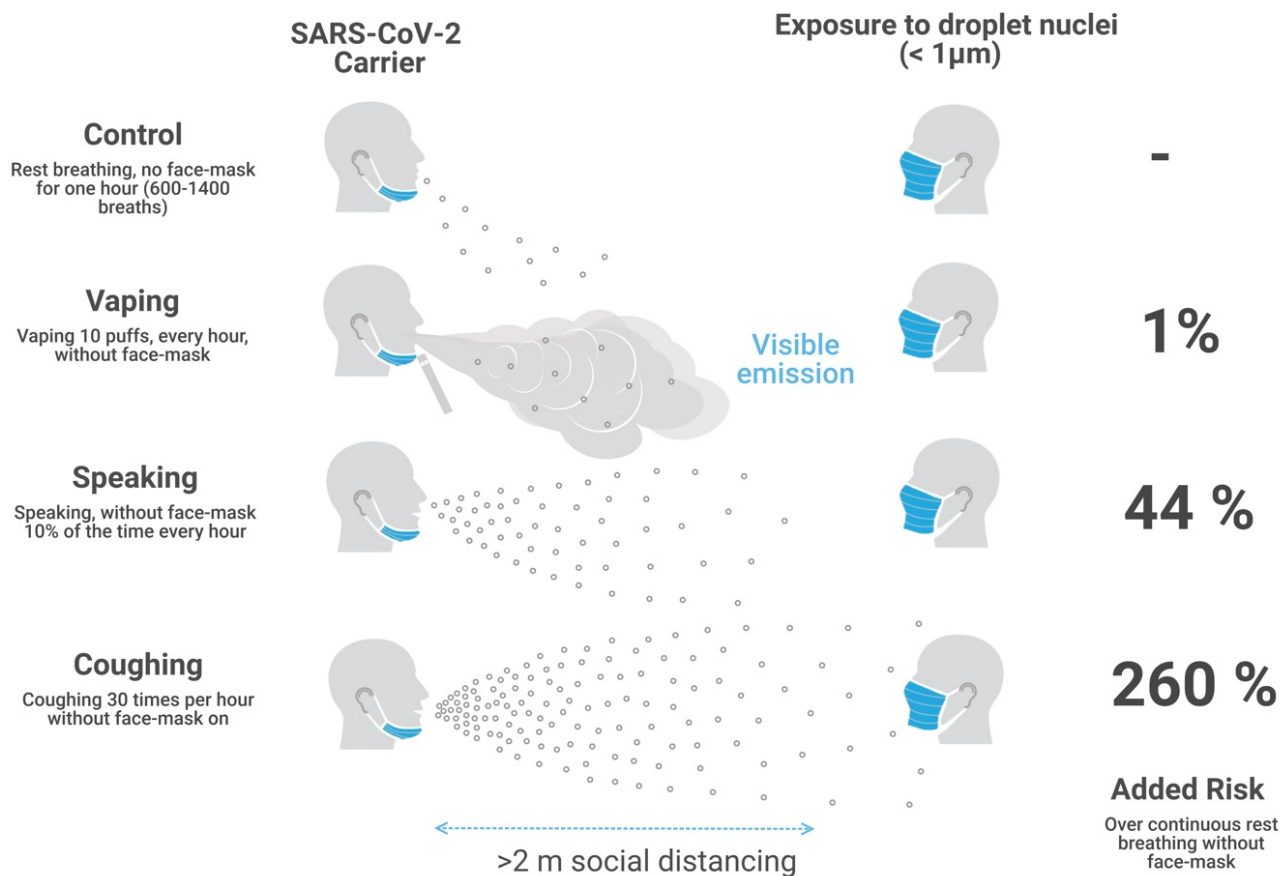 SARS-CoV-2
Carrier
Exposure to droplet nuclei
(< 1µm)
Control
Rest breathing, no face-mask
for one hour (600-1400
breaths)
-
Vaping
Vaping 10 puffs, every hour,
without face-mask
Visible
emission
1%
Speaking
Speaking, without face-mask
10% of the time every hour
44 %
Coughing
Coughing 30 times per hour
without face-mask on
260 %
Added Risk
Over continuous rest
breathing without
face-mask
>2 m social distancing